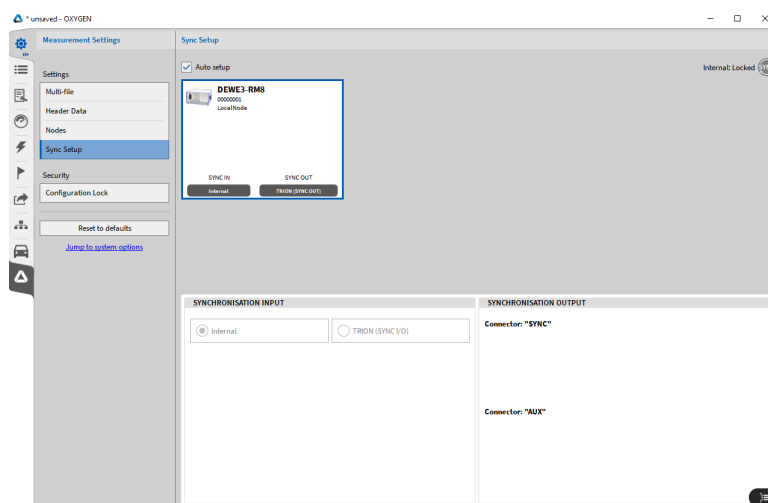 * unsaved - OXYGEN
Measurement Settings
Sync Setup
Auto setup
Internal: Locked
Settings
Multi-file
Header Data
Nodes
Sync Setup
Security
Configuration Lock
Reset to defaults
Jump to system options
DEWE3-RM8
00000001
LocalNode
SYNC IN
SYNC OUT
Internal
TRION (SYNC OUT)
SYNCHRONISATION INPUT
Internal
TRION (SYNC I/O)
SYNCHRONISATION OUTPUT
Connector: "SYNC"
Connector: "AUX"